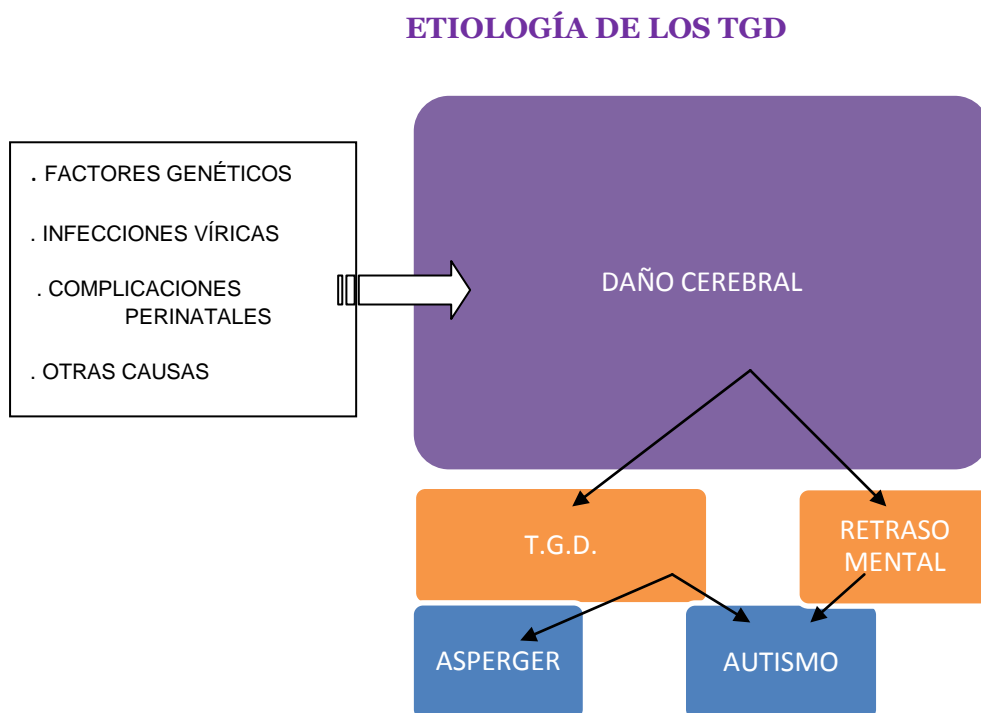 ETIOLOGÍA DE LOS TGD
. FACTORES GENÉTICOS
. INFECCIONES VÍRICAS
. COMPLICACIONES
PERINATALES
. OTRAS CAUSAS
DAÑO CEREBRAL
T.G.D.
RETRASO
MENTAL
ASPERGER
AUTISMO